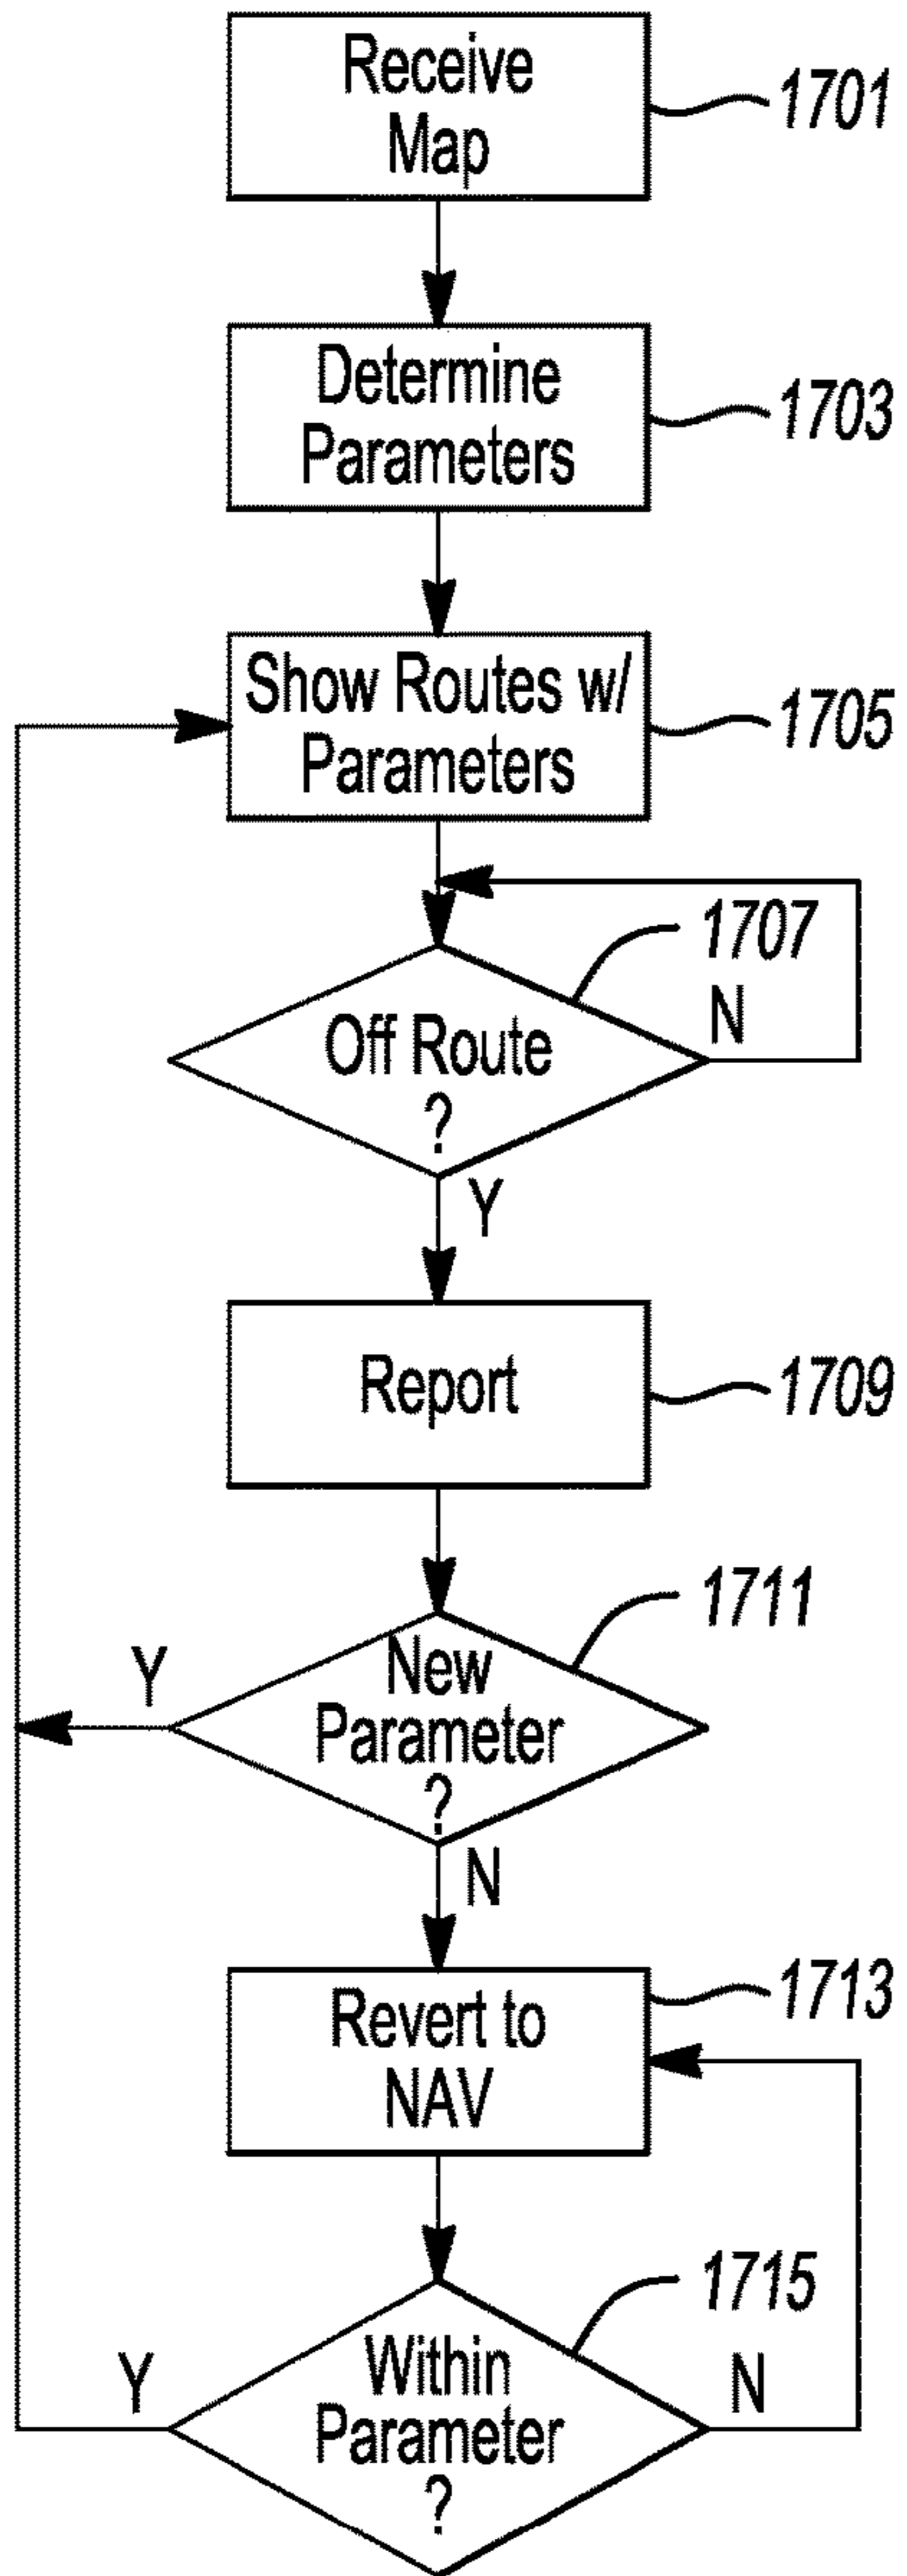 Receive
Map
1701
Determine
Parameters
1703
Show Routes w/
Parameters
1705
1707
N
Off Route
?
Y
Report
1709
1711
Y
New
Parameter
?
N
1713
Revert to
NAV
1715
Y
Within
Parameter
?
N